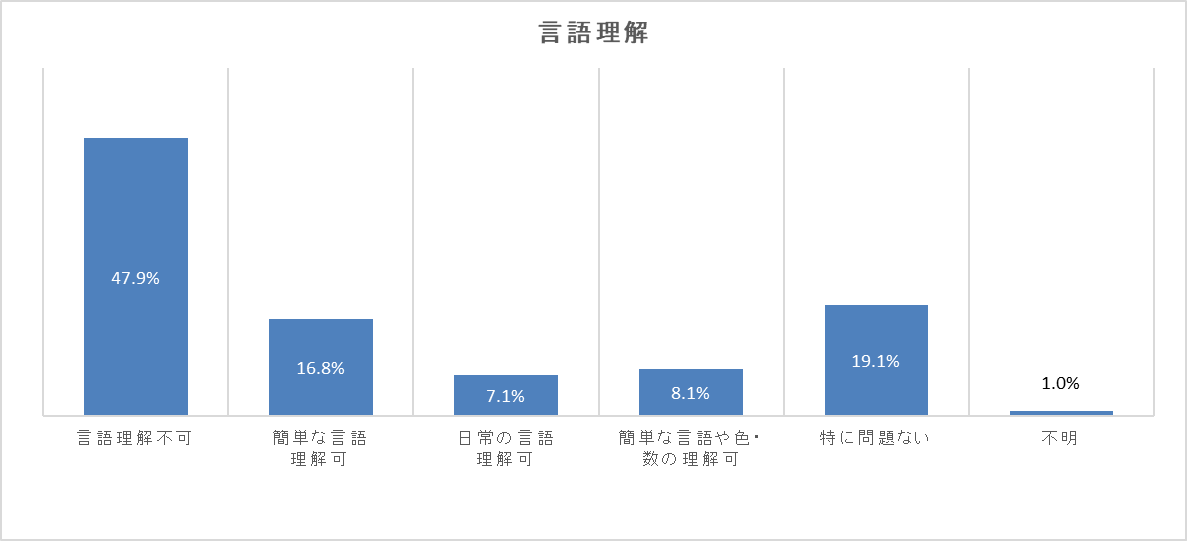 言語理解
47.9%
16.8%
7.1%
8.1%
19.1%
1.0%
言語理解不可
簡単な言語
理解可
日常の言語
理解可
簡単な言語や色・
数の理解可
特に問題ない
不明